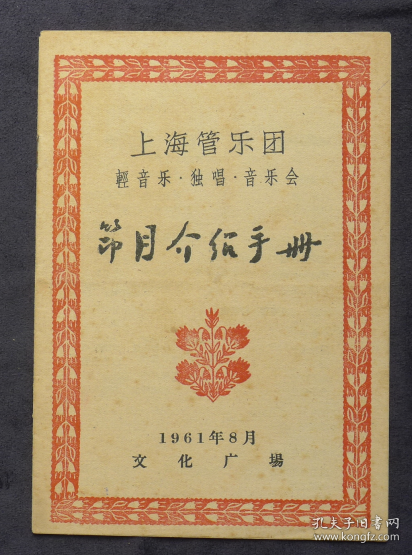 上海管乐团
輕音乐·独唱·音乐会
節目介绍手册
1961年8月
文化广場
孔夫子旧书网
www.kongfz.com